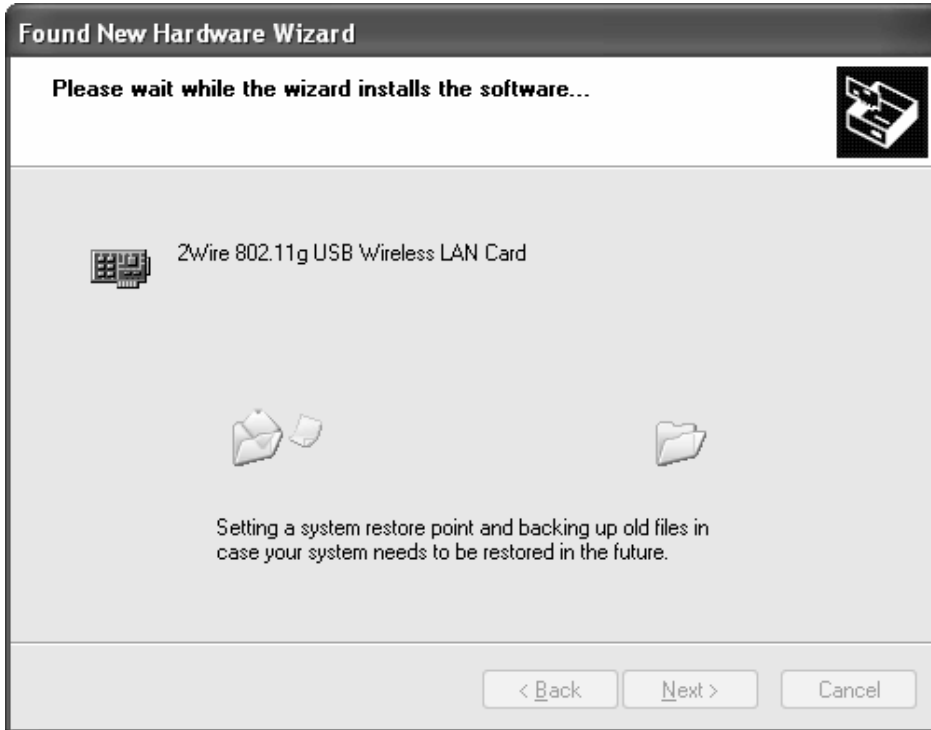 Found New Hardware Wizard
Please wait while the wizard installs the software...
2Wire 802.11g USB Wireless LAN Card
Setting a system restore point and backing up old files in
case your system needs to be restored in the future.
< Back
Next >
Cancel